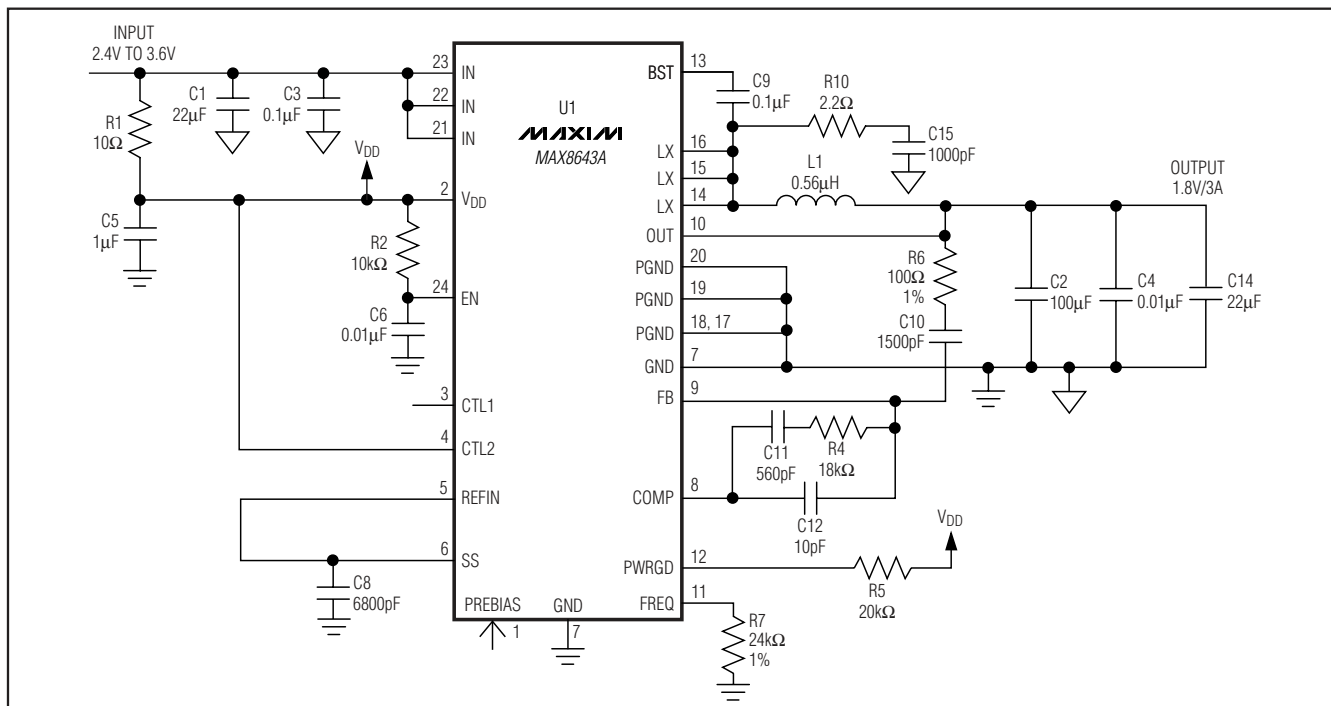 INPUT
2.4V TO 3.6V
R1
10Ω
C1
22μF
C3
0.1μF
VDD
C5
1μF
R2
10kΩ
C6
0.01μF
23
22
21
2
24
3
4
5
6
C8
6800pF
IN
IN
IN
VDD
EN
CTL1
CTL2
REFIN
SS
PREBIAS
1
GND
7
U1
MAXIM
MAX8643A
BST
LX
LX
LX
OUT
PGND
PGND
PGND
GND
FB
COMP
PWRGD
FREQ
13
16
15
14
10
20
19
18, 17
7
9
8
12
11
C9
0.1μF
R10
2.2Ω
C15
1000pF
L1
0.56μH
OUTPUT
1.8V/3A
R6
100Ω
1%
C10
1500pF
C2
100μF
C4
0.01μF
C14
22μF
C11
560pF
R4
18kΩ
C12
10pF
VDD
R5
20kΩ
R7
24kΩ
1%